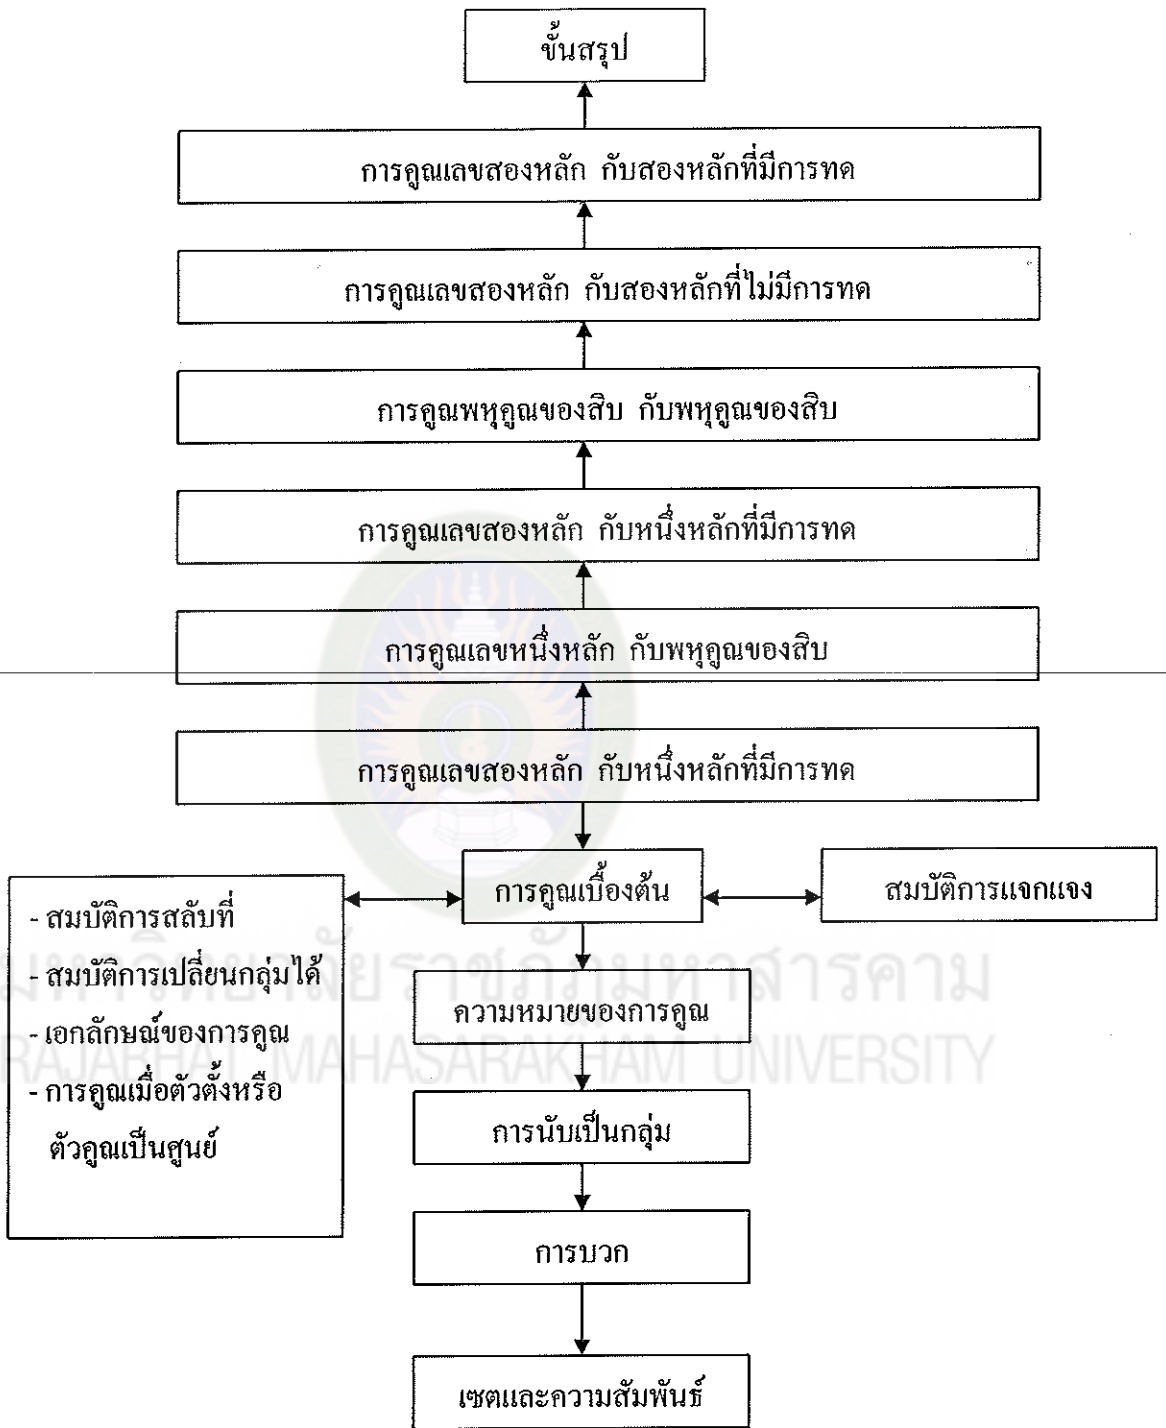 ขั้นสรุป
การคูณเลขสองหลัก กับสองหลักที่มีการทด
การคูณเลขสองหลัก กับสองหลักที่ไม่มีการทด
การคูณพหุคูณของสิบ กับพหุคูณของสิบ
การคูณเลขสองหลัก กับหนึ่งหลักที่มีการทด
การคูณเลขหนึ่งหลัก กับพหุคูณของสิบ
การคูณเลขสองหลัก กับหนึ่งหลักที่มีการทด
การคูณเบื้องต้น
สมบัติการแจกแจง
- สมบัติการสลับที่
- สมบัติการเปลี่ยนกลุ่มได้
- เอกลักษณ์ของการคูณ
- การคูณเมื่อตัวตั้งหรือ
ตัวคูณเป็นศูนย์
ความหมายของการคูณ
การนับเป็นกลุ่ม
การบวก
เซตและความสัมพันธ์
มหาวิทยาลัยราชภัฏมหาสารคาม
RAJABHAT MAHASARAKHAM UNIVERSITY